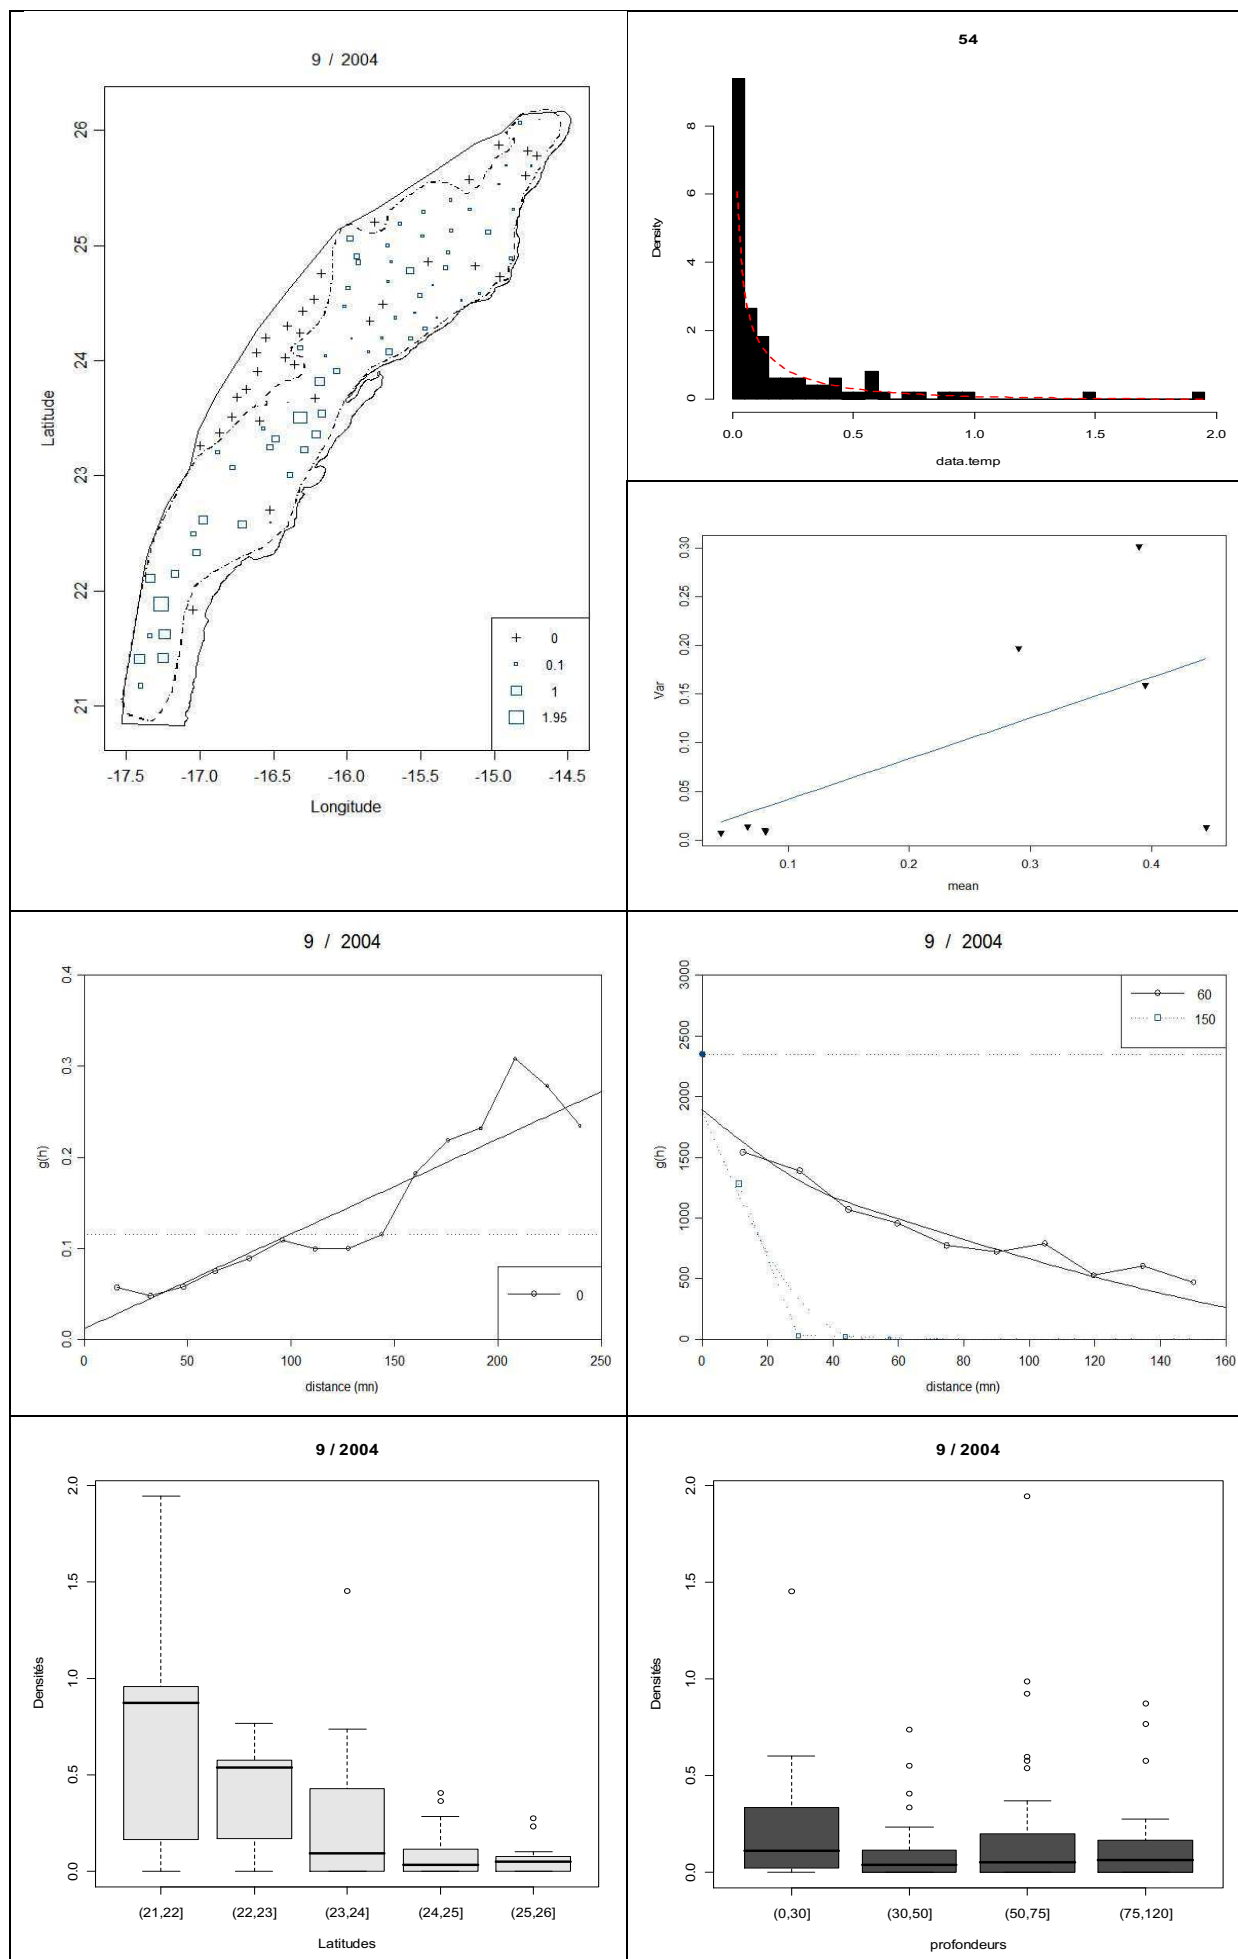 9 / 2004
Latitude
26
25
24
23
22
21
-17.5 -17.0 -16.5 -16.0 -15.5 -15.0 -14.5
Longitude
0
0.1
1
1.95
54
Density
8
6
4
2
0
0.0 0.5 1.0 1.5 2.0
data.temp
Var
0.30
0.25
0.20
0.15
0.10
0.05
0.0
0.1 0.2 0.3 0.4
mean
9 / 2004
g(h)
0.4
0.3
0.2
0.1
0.0
0
0 50 100 150 200 250
distance (mn)
9 / 2004
g(h)
3000
2500
2000
1500
1000
500
0
60
150
0 20 40 60 80 100 120 140 160
distance (mn)
9 / 2004
Densités
2.0
1.5
1.0
0.5
0.0
(21,22] (22,23] (23,24] (24,25] (25,26]
Latitudes
9 / 2004
Densités
2.0
1.5
1.0
0.5
0.0
(0,30] (30,50] (50,75] (75,120]
profondeurs